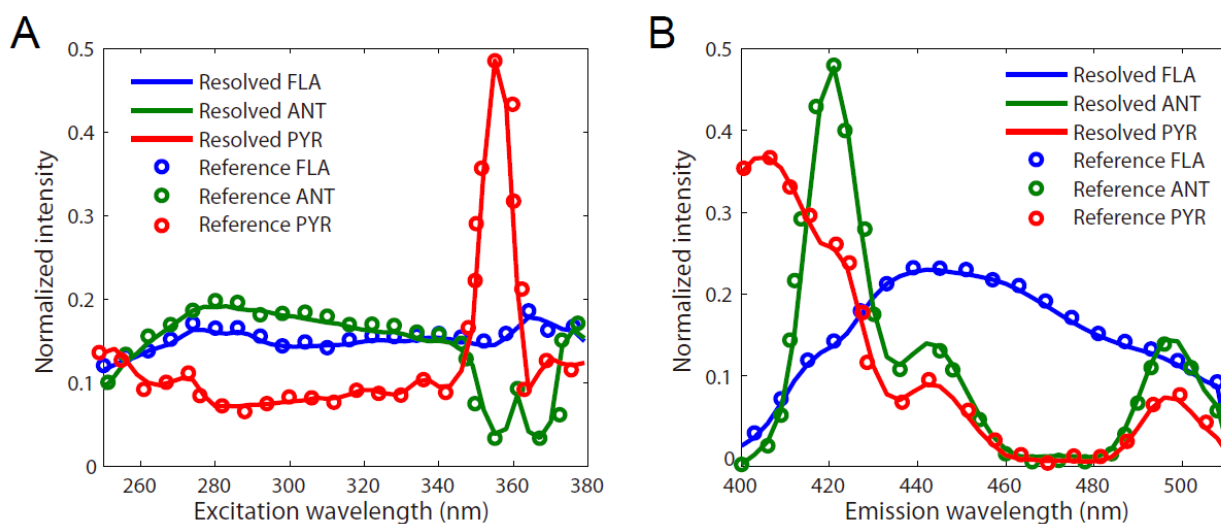 A
0.5
0.4
0.3
0.2
0.1
0
Normalized intensity
Resolved FLA
Resolved ANT
Resolved PYR
Reference FLA
Reference ANT
Reference PYR
260 280 300 320 340 360 380
Excitation wavelength (nm)
B
0.5
0.4
0.3
0.2
0.1
0
Normalized intensity
Resolved FLA
Resolved ANT
Resolved PYR
Reference FLA
Reference ANT
Reference PYR
400 420 440 460 480 500
Emission wavelength (nm)